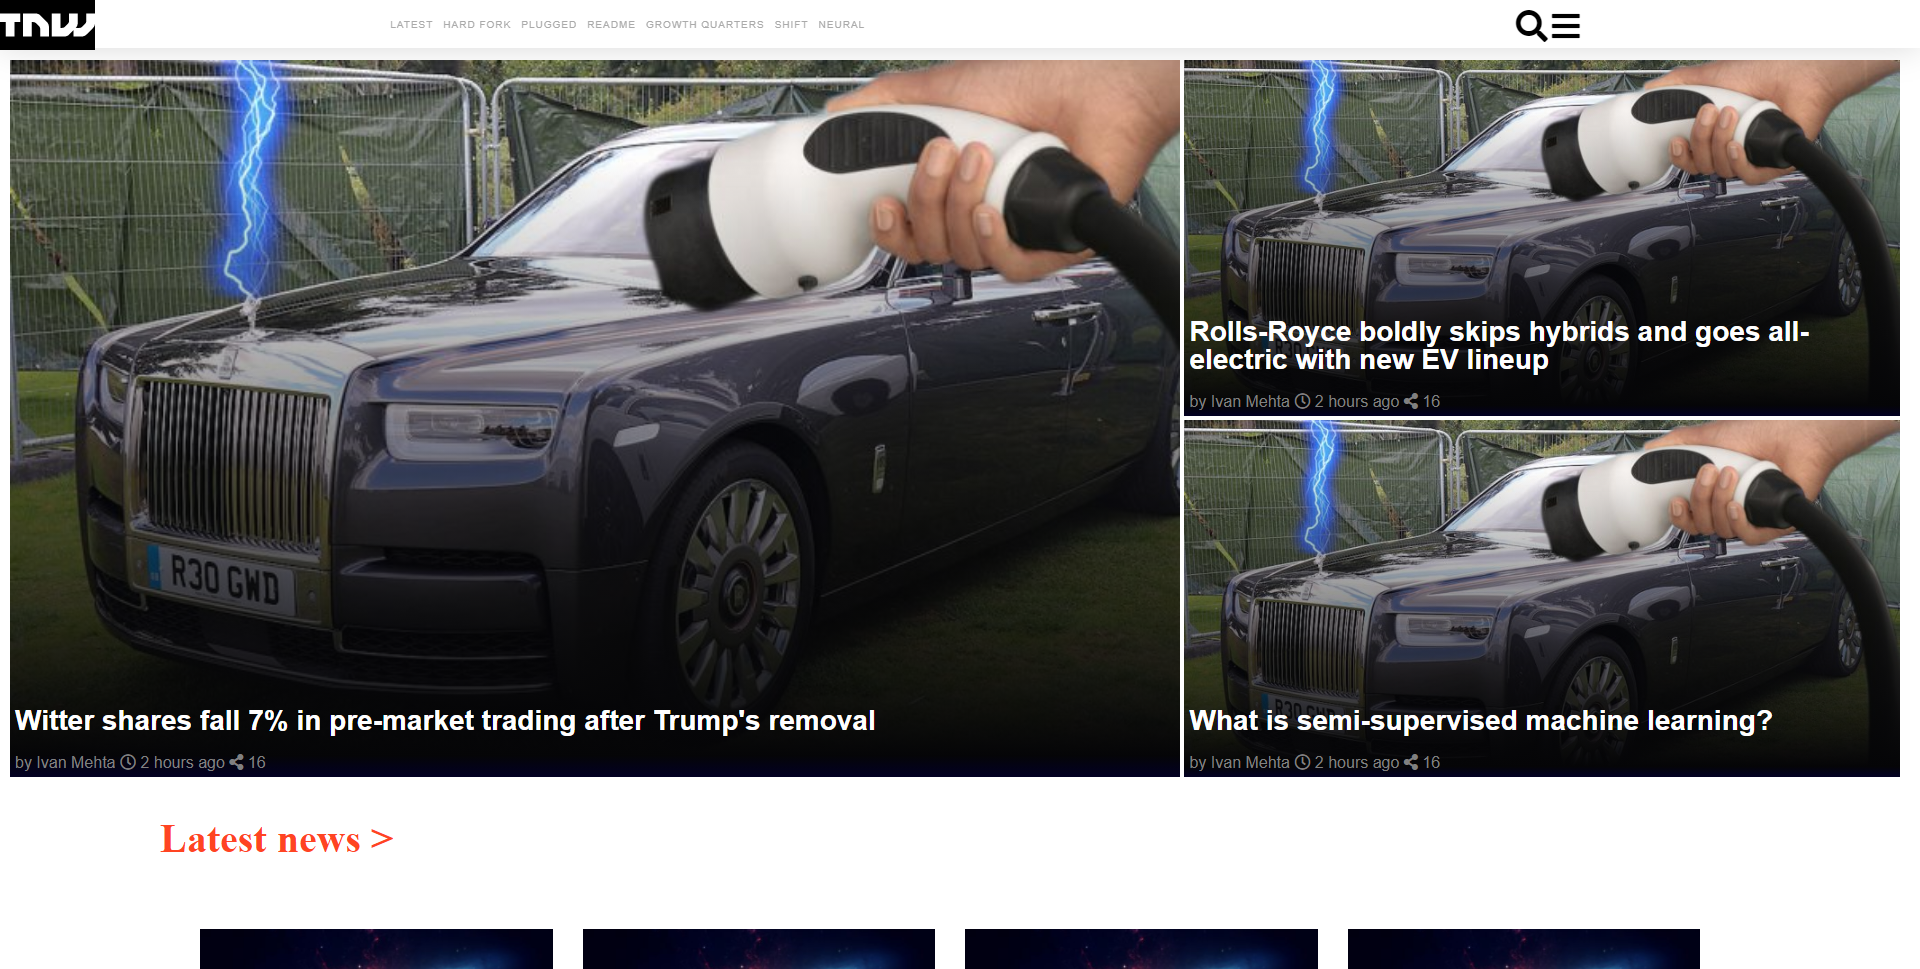 TNW
LATEST HARD FORK PLUGGED README GROWTH QUARTERS SHIFT NEURAL
R30 GWD
Witter shares fall 7% in pre-market trading after Trump's removal
by Ivan Mehta 2 hours ago 16
Rolls-Royce boldly skips hybrids and goes all-
electric with new EV lineup
by Ivan Mehta 2 hours ago 16
R30 GWD
What is semi-supervised machine learning?
by Ivan Mehta 2 hours ago 16
Latest news >